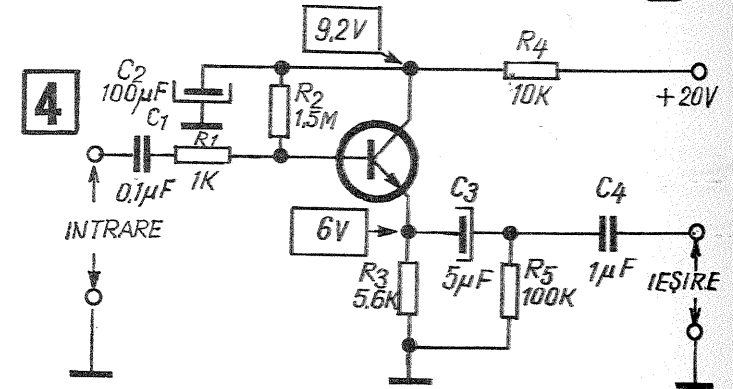 4
9.2V
C2
100µF
C1
0.1µF
R1
1K
R2
1.5M
R4
10K
+20V
INTRARE
6V
R3
5.6K
C3
5µF
R5
100K
C4
1µF
IEŞIRE